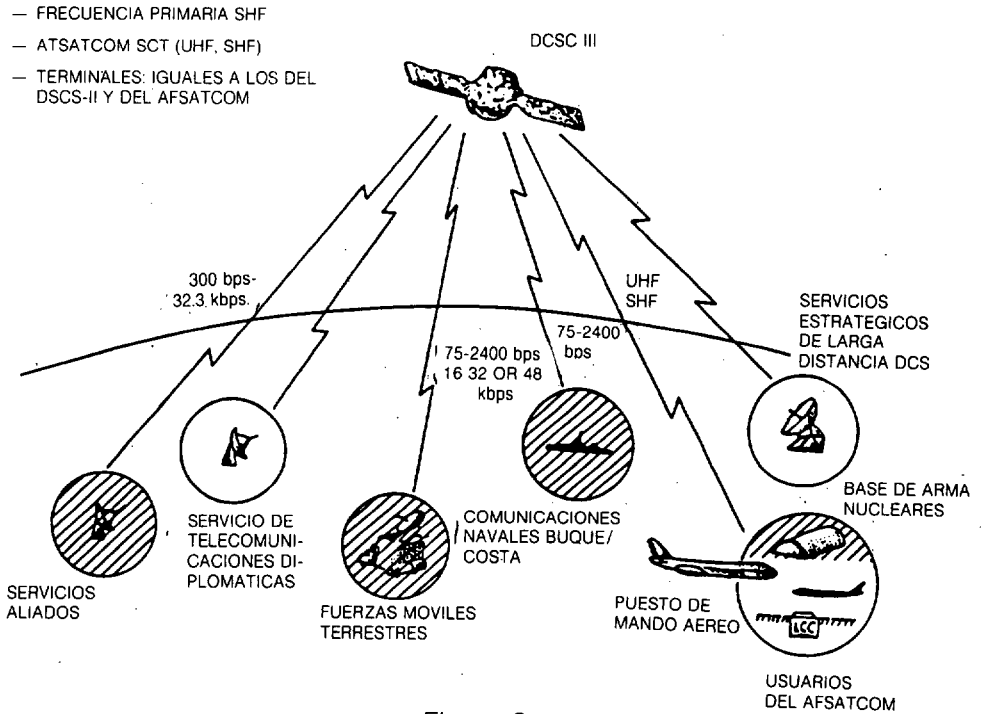 — FRECUENCIA PRIMARIA SHF
— ATSATCOM SCT (UHF, SHF)
— TERMINALES: IGUALES A LOS DEL
DSCS-II Y DEL AFSATCOM
DCSC III
300 bps-
32.3 kbps.
UHF
SHF
75-2400 bps
16 32 OR 48
kbps
75-2400
bps
SERVICIOS
ESTRATEGICOS
DE LARGA
DISTANCIA DCS
BASE DE ARMA
NUCLEARES
SERVICIO DE
TELECOMUNI-
CACIONES DI-
PLOMATICAS
COMUNICACIONES
NAVALES BUQUE/
COSTA
SERVICIOS
ALIADOS
FUERZAS MOVILES
TERRESTRES
PUESTO DE
MANDO AEREO
LCC
USUARIOS
DEL AFSATCOM